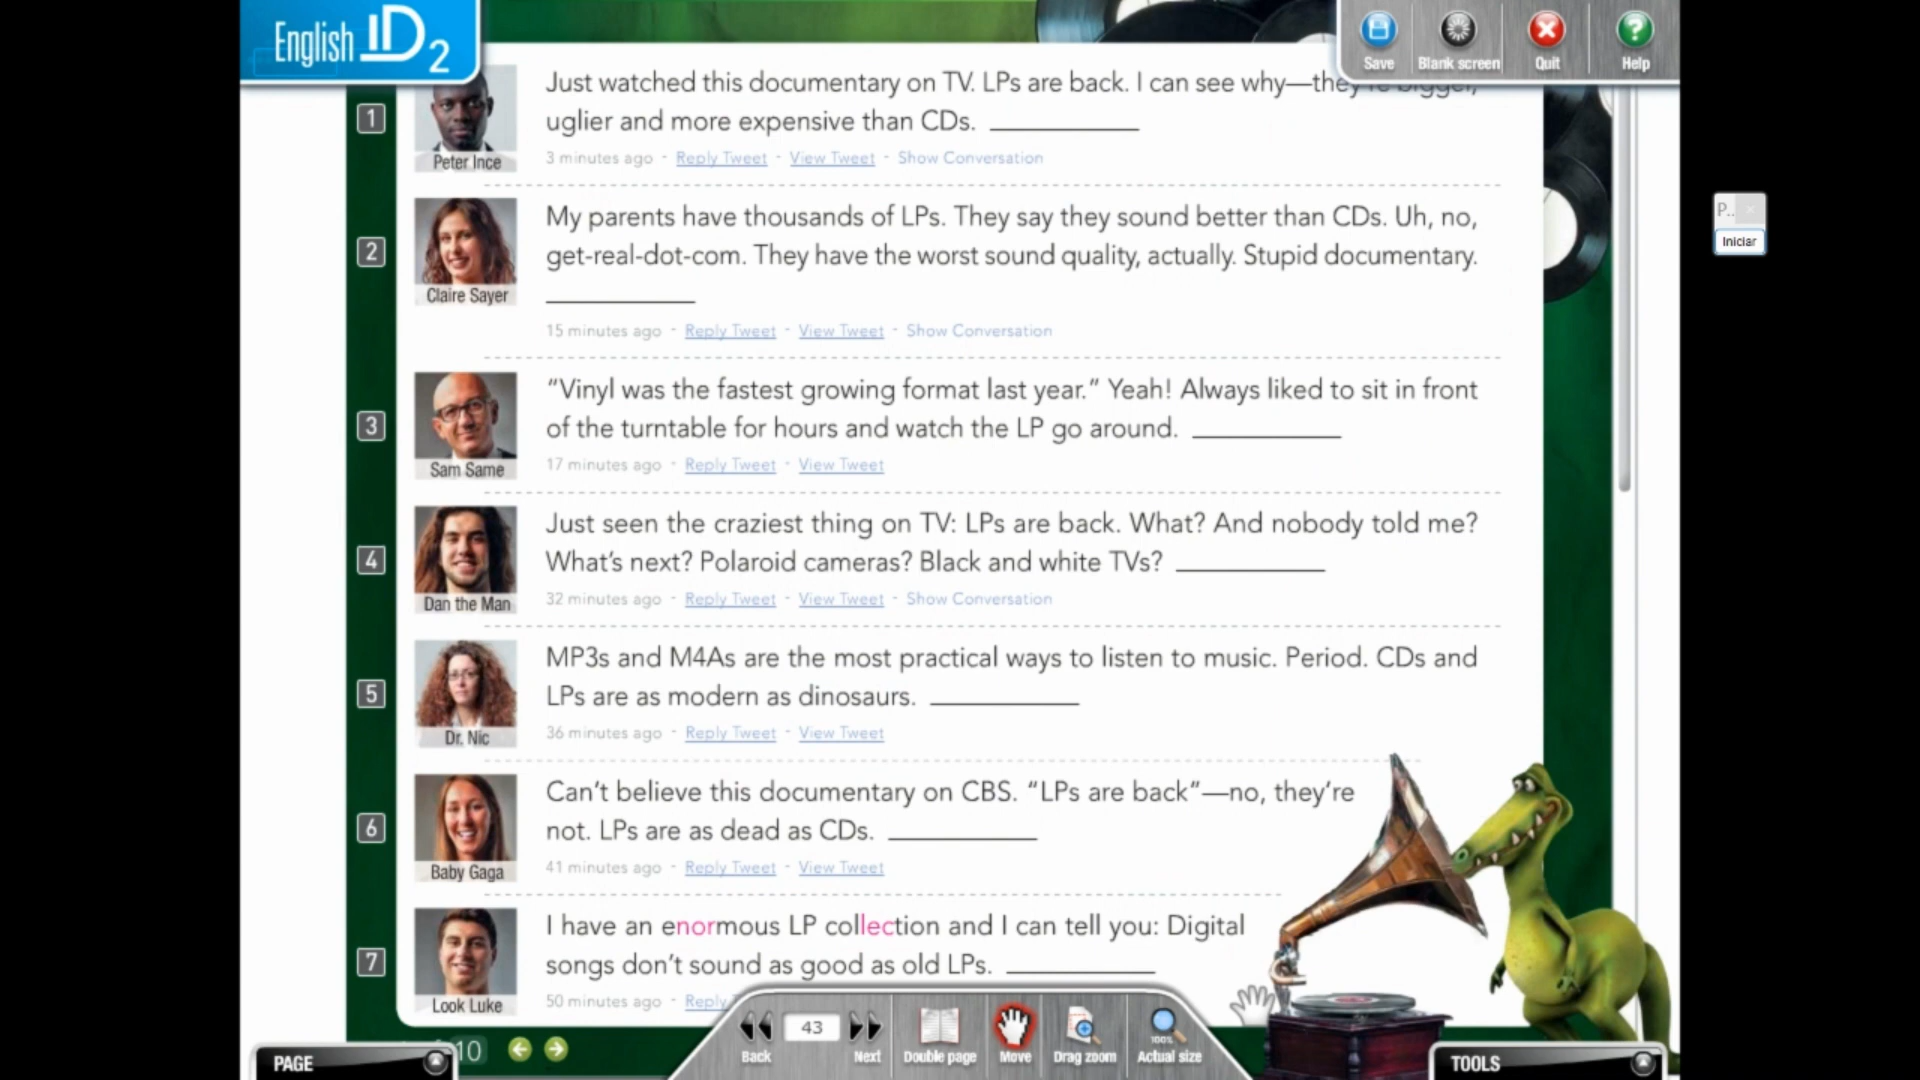 English ID 2
Save
Blank screen
Quit
Help
1
Peter Ince
Just watched this documentary on TV. LPs are back. I can see why—they're bigger,
uglier and more expensive than CDs.
3 minutes ago - Reply Tweet - View Tweet - Show Conversation
2
Claire Sayer
My parents have thousands of LPs. They say they sound better than CDs. Uh, no,
get-real-dot-com. They have the worst sound quality, actually. Stupid documentary.
15 minutes ago - Reply Tweet - View Tweet - Show Conversation
3
Sam Same
“Vinyl was the fastest growing format last year.” Yeah! Always liked to sit in front
of the turntable for hours and watch the LP go around.
17 minutes ago - Reply Tweet - View Tweet
4
Dan the Man
Just seen the craziest thing on TV: LPs are back. What? And nobody told me?
What's next? Polaroid cameras? Black and white TVs?
32 minutes ago - Reply Tweet - View Tweet - Show Conversation
5
Dr. Nic
MP3s and M4As are the most practical ways to listen to music. Period. CDs and
LPs are as modern as dinosaurs.
36 minutes ago - Reply Tweet - View Tweet
6
Baby Gaga
Can't believe this documentary on CBS. “LPs are back”—no, they're
not. LPs are as dead as CDs.
41 minutes ago - Reply Tweet - View Tweet
7
Look Luke
I have an enormous LP collection and I can tell you: Digital
songs don't sound as good as old LPs.
50 minutes ago - Reply
P..
Iniciar
10
PAGE
43
Back
Next
Double page
Move
Drag zoom
100%
Actual size
TOOLS